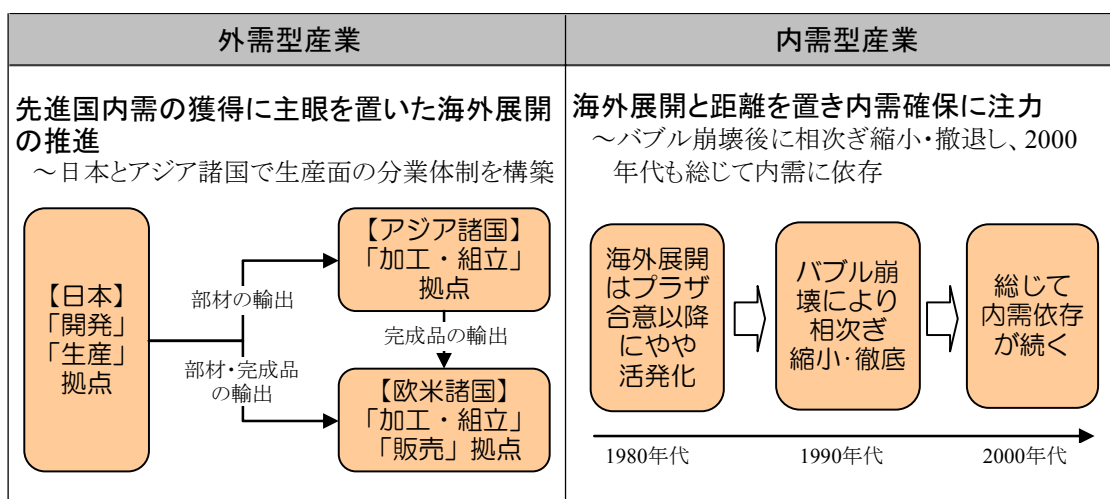 外需型産業
内需型産業
先進国内需の獲得に主眼を置いた海外展開
の推進
～日本とアジア諸国で生産面の分業体制を構築
【日本】
「開発」
「生産」
拠点
部材の輸出
部材・完成品
の輸出
【アジア諸国】
「加工・組立」
拠点
完成品の輸出
【欧米諸国】
「加工・組立」
「販売」拠点
海外展開と距離を置き内需確保に注力
～バブル崩壊後に相次ぎ縮小・撤退し、2000
年代も総じて内需に依存
海外展開
はプラザ
合意以降
にやや
活発化
バブル崩
壊により
相次ぎ
縮小・徹底
総じて
内需依存
が続く
1980年代
1990年代
2000年代